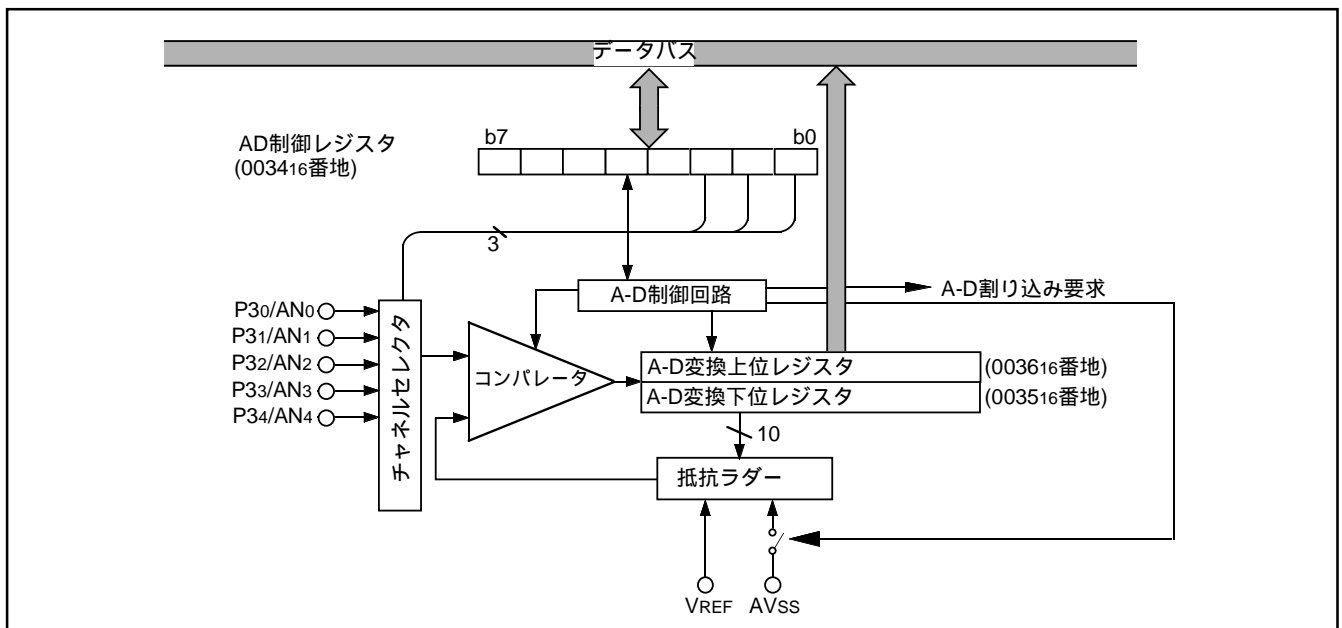 データバス
AD制御レジスタ
(003416番地)
b7
b0
3
A-D制御回路
A-D割り込み要求
P30/AN0
P31/AN1
P32/AN2
P33/AN3
P34/AN4
チャネルセレクタ
コンパレータ
A-D変換上位レジスタ
(003616番地)
A-D変換下位レジスタ
(003516番地)
10
抵抗ラダー
VREF
AVSS